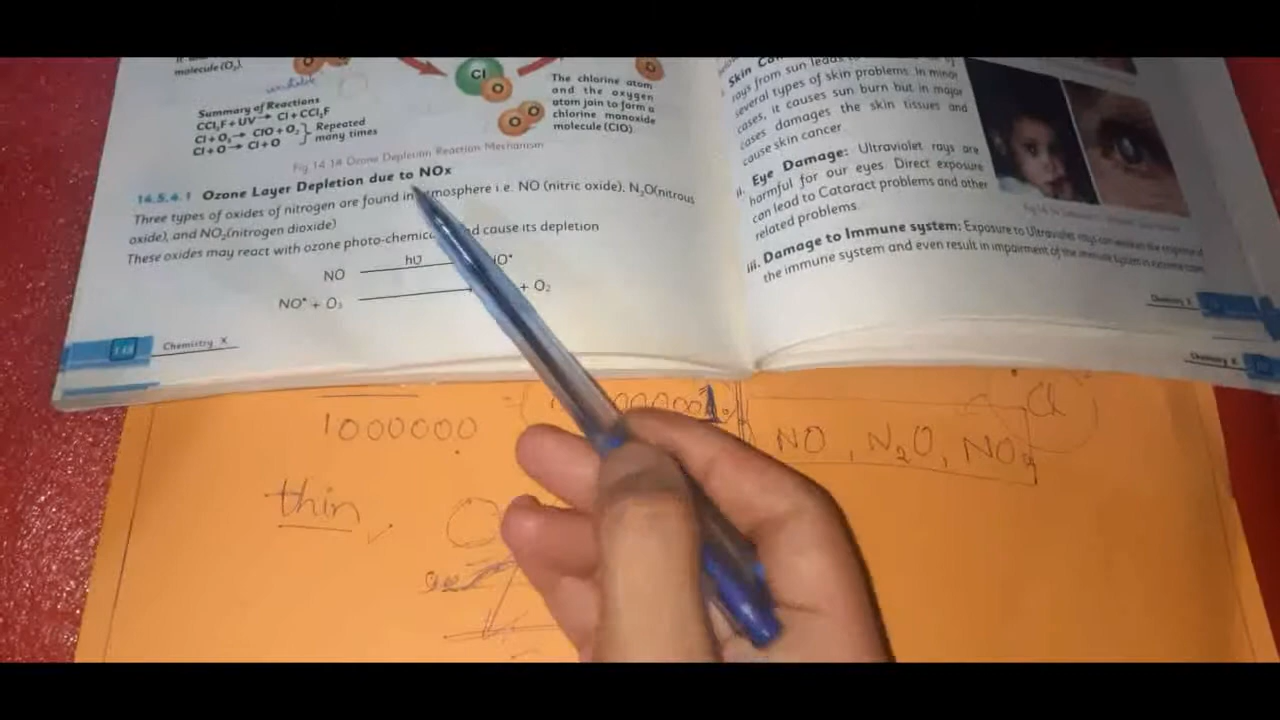 molecule (O₂).
unstable
Summary of Reactions
CCl₃F + UV → Cl + CCl₂F
Cl + O₃ → ClO + O₂
Cl + O → Cl + O
Repeated
many times
Cl
O
O
O
The chlorine atom
and the oxygen
atom join to form a
chlorine monoxide
molecule (ClO)
Fig 14.18 Ozone Depletion Reaction Mechanism
14.5.4.1 Ozone Layer Depletion due to NOx
Three types of oxides of nitrogen are found in atmosphere i.e. NO (nitric oxide), N₂O(nitrous
oxide), and NO₂(nitrogen dioxide)
These oxides may react with ozone photo-chemic and cause its depletion
NO hυ NO*
NO* + O₃ + O₂
Chemistry X
Skin
rays from sun leads
several types of skin problems. In minor
cases, it causes sun burn but in major
cases damages the skin tissues and
cause skin cancer
ii. Eye Damage: Ultraviolet rays are
harmful for our eyes. Direct exposure
can lead to Cataract problems and other
related problems.
iii. Damage to Immune system: Exposure to Ultraviolet rays can weaken the response of
the immune system and even result in impairment of the immune system in extreme cases
Chemistry X
Chemistry X
1000000
thin
Cl
NO , N₂O, NO₂